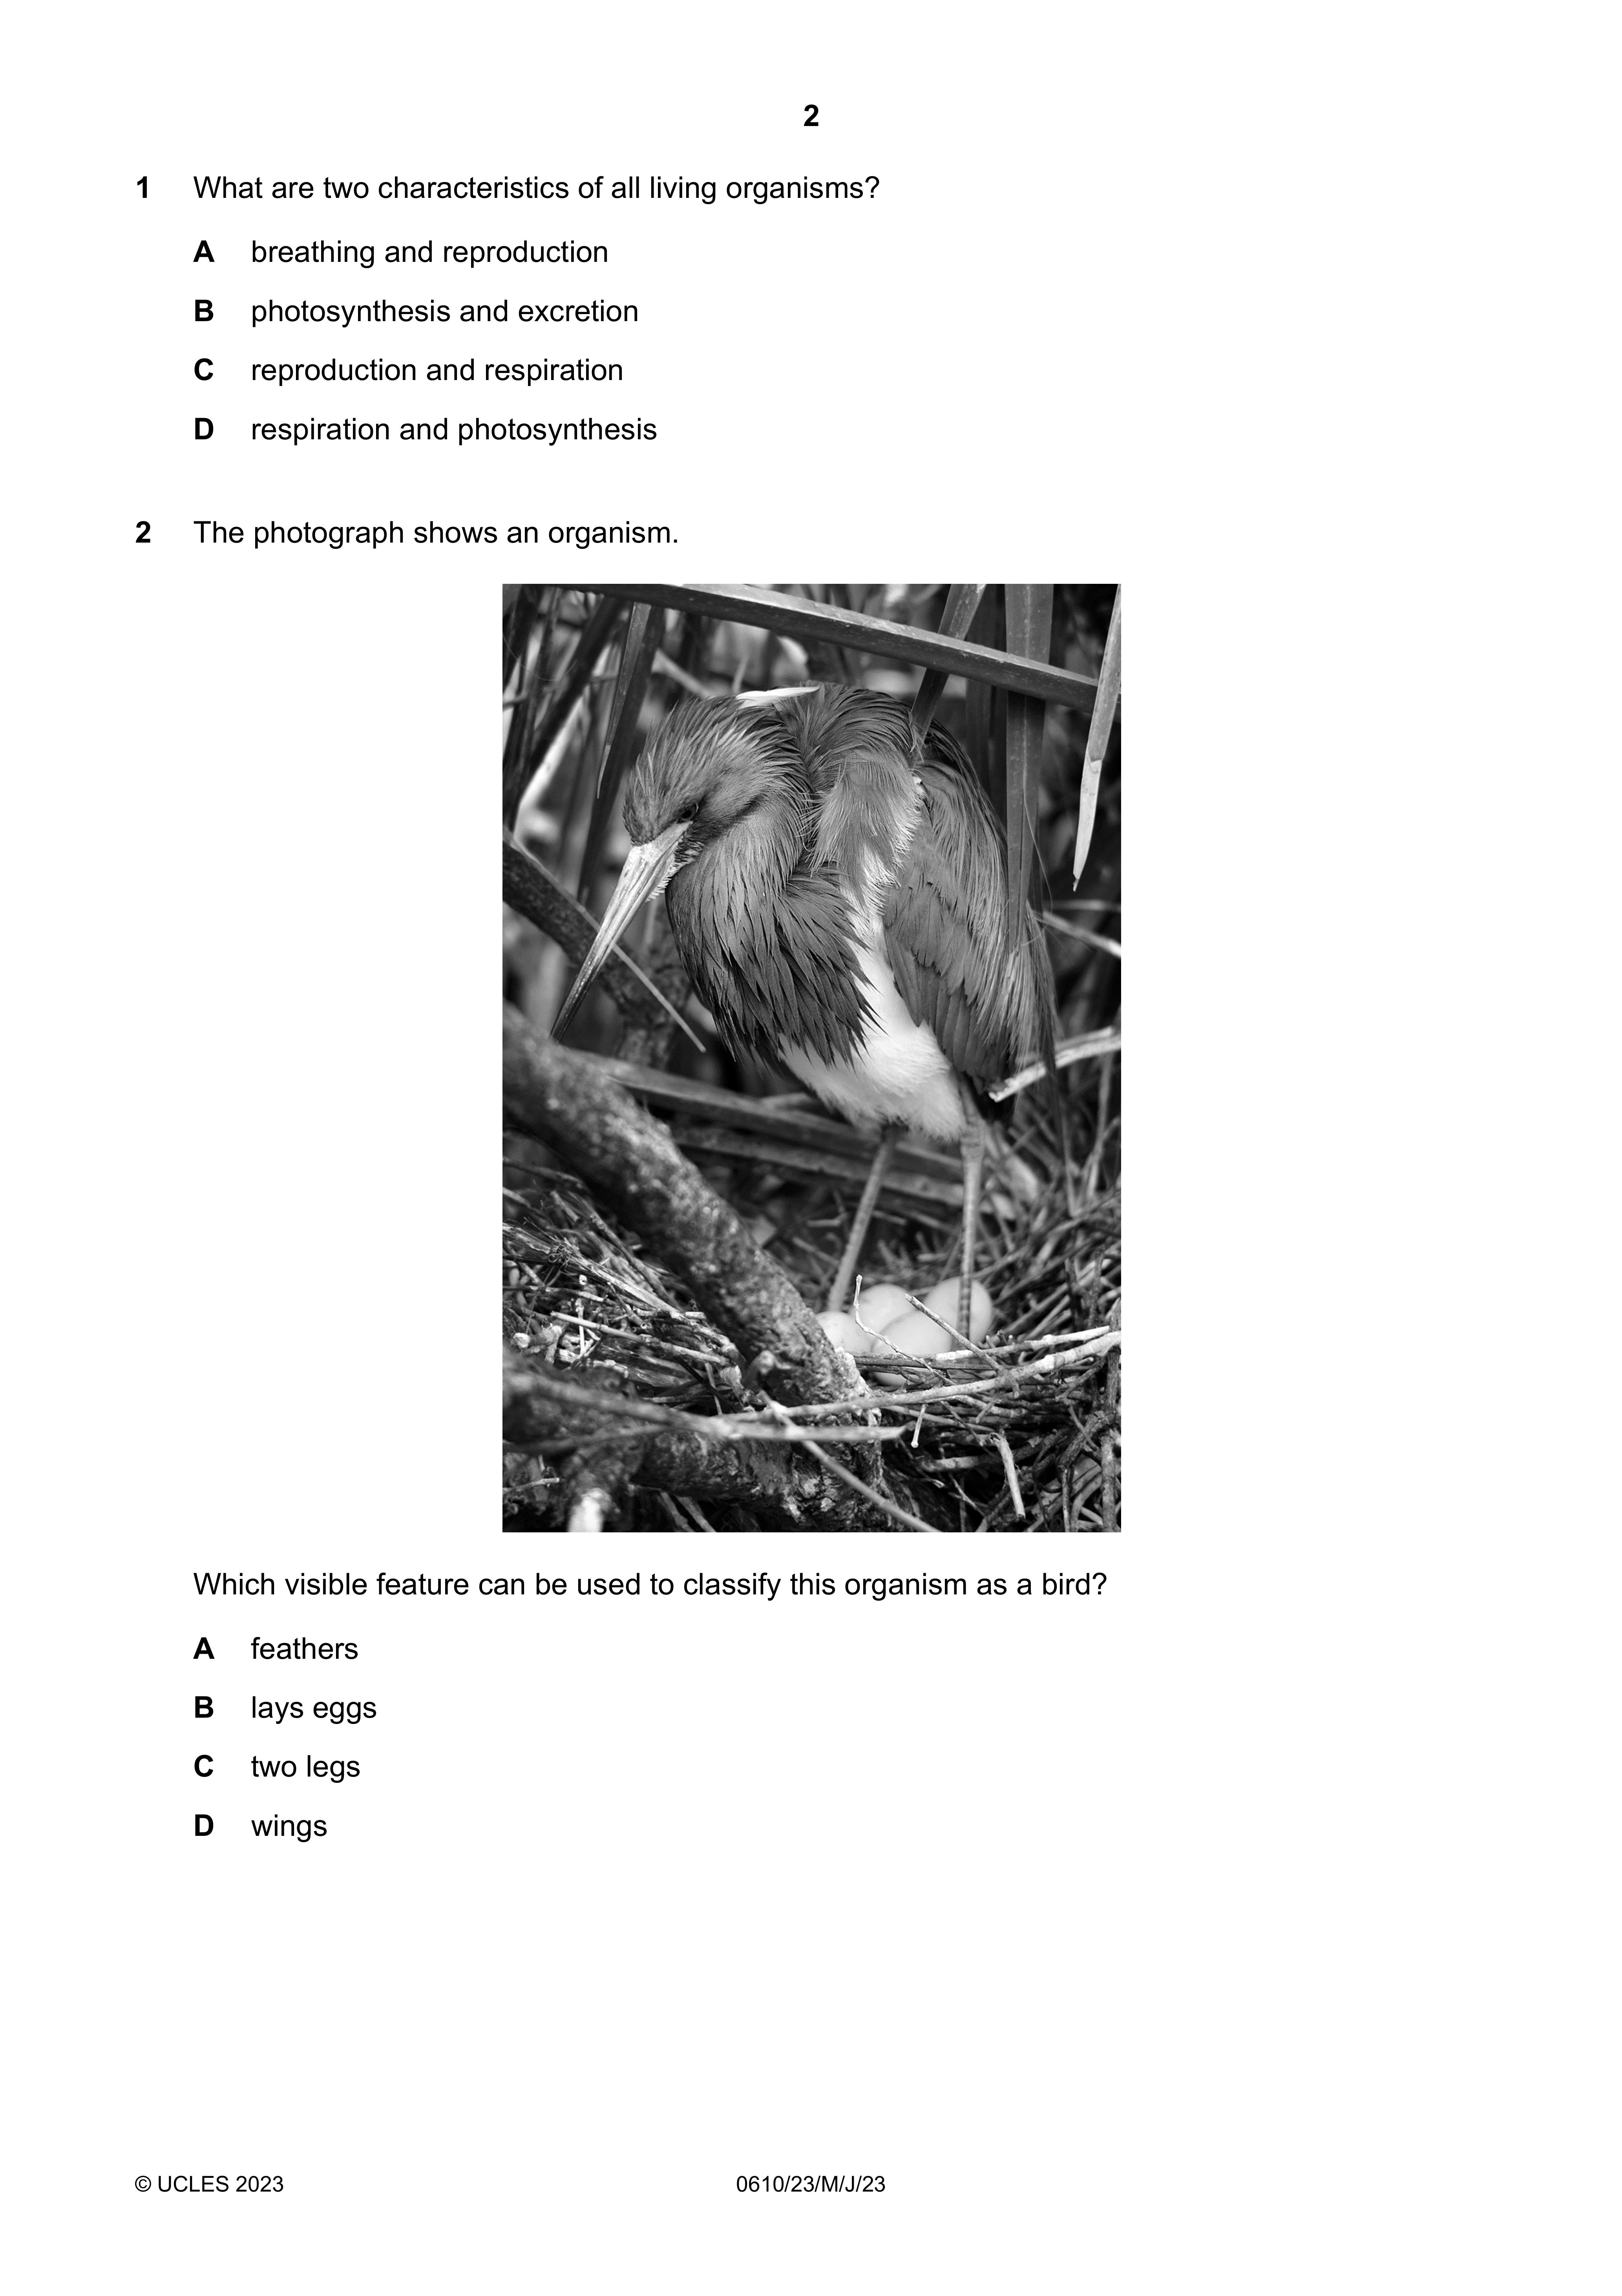 2
1 What are two characteristics of all living organisms?
A breathing and reproduction
B photosynthesis and excretion
C reproduction and respiration
D respiration and photosynthesis
2 The photograph shows an organism.
Which visible feature can be used to classify this organism as a bird?
A feathers
B lays eggs
C two legs
D wings
© UCLES 2023 0610/23/M/J/23